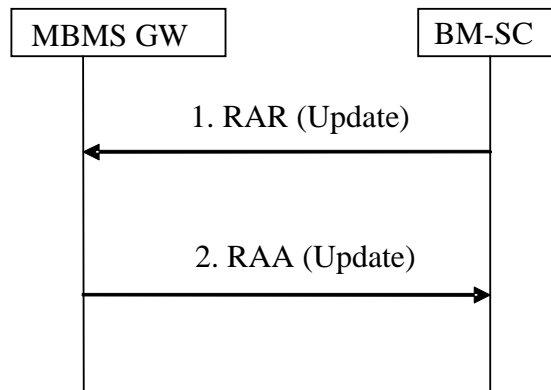 MBMS GW
BM-SC
1. RAR (Update)
2. RAA (Update)